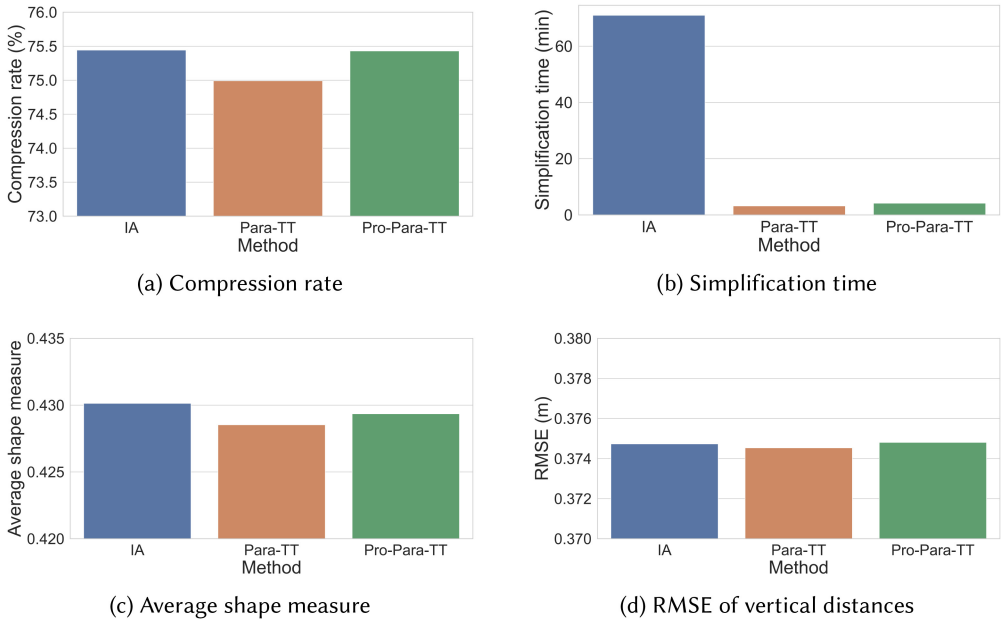 Compression rate (%)
76.0
75.5
75.0
74.5
74.0
73.5
73.0
IA
Para-TT
Pro-Para-TT
Method
(a) Compression rate
Simplification time (min)
60
40
20
0
IA
Para-TT
Pro-Para-TT
Method
(b) Simplification time
Average shape measure
0.435
0.430
0.425
0.420
IA
Para-TT
Pro-Para-TT
Method
(c) Average shape measure
RMSE (m)
0.380
0.378
0.376
0.374
0.372
0.370
IA
Para-TT
Pro-Para-TT
Method
(d) RMSE of vertical distances